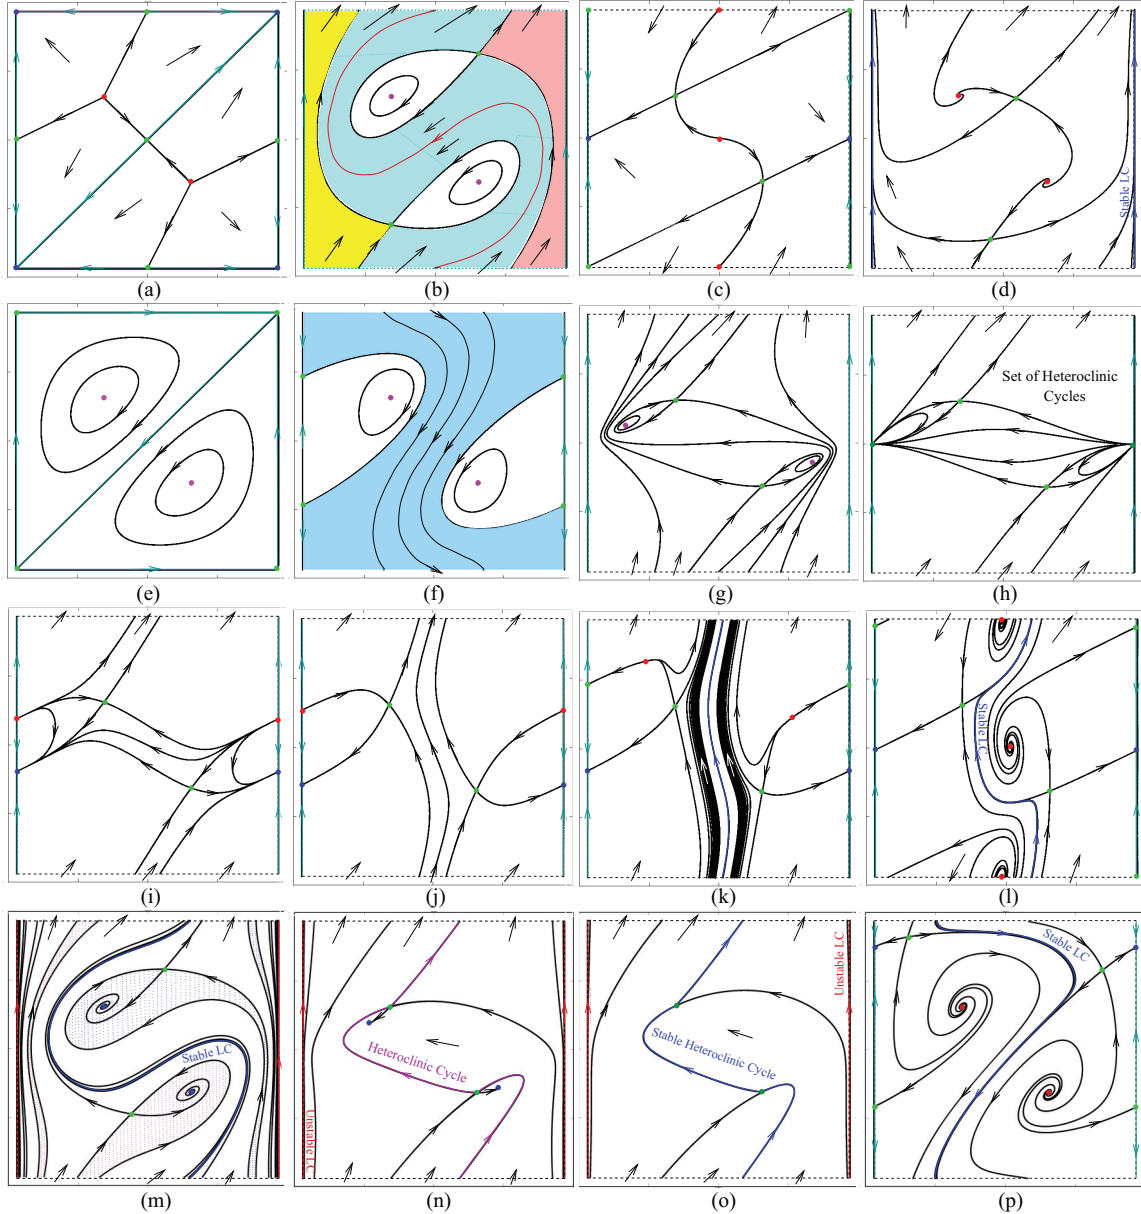 (a)
(b)
(c)
Stable LC
(d)
(e)
(f)
(g)
Set of Heteroclinic
Cycles
(h)
(i)
(j)
(k)
Stable LC
(l)
Stable LC
(m)
Heteroclinic Cycle
Unstable LC
(n)
Stable Heteroclinic Cycle
Unstable LC
(o)
Stable LC
(p)